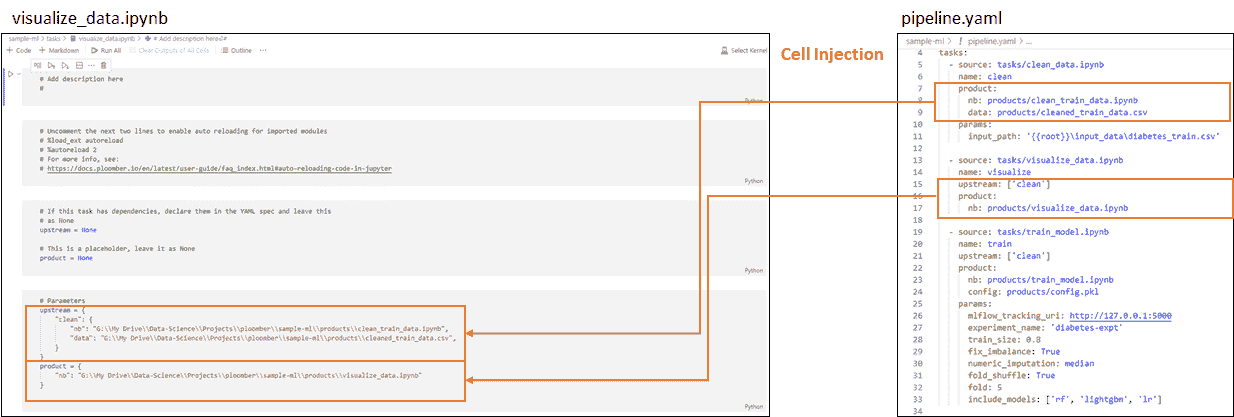 visualize_data.ipynb
sample-ml > tasks > visualize_data.ipynb > # Add description here
+ Code + Markdown Run All Clear Outputs of All Cells Outline ...
Select Kernel
# Add description here
#
Python
# Uncomment the next two lines to enable auto reloading for imported modules
# %load_ext autoreload
# %autoreload 2
# For more info, see:
# https://docs.ploomber.io/en/latest/user-guide/faq_index.html#auto-reloading-code-in-jupyter
Python
# If this task has dependencies, declare them in the YAML spec and leave this
# as None
upstream = None
# This is a placeholder, leave it as None
product = None
Python
# Parameters
upstream = {
"clean": {
"nb": "G:\\My Drive\\Data-Science\\Projects\\ploomber\\sample-ml\\products\\clean_train_data.ipynb",
"data": "G:\\My Drive\\Data-Science\\Projects\\ploomber\\sample-ml\\products\\cleaned_train_data.csv",
}
}
product = {
"nb": "G:\\My Drive\\Data-Science\\Projects\\ploomber\\sample-ml\\products\\visualize_data.ipynb"
}
Python
Cell Injection
pipeline.yaml
sample-ml > ! pipeline.yaml > ...
4 tasks:
5 - source: tasks/clean_data.ipynb
6 name: clean
7 product:
8 nb: products/clean_train_data.ipynb
9 data: products/cleaned_train_data.csv
10 params:
11 input_path: '{{root}}\input_data\diabetes_train.csv'
12
13 - source: tasks/visualize_data.ipynb
14 name: visualize
15 upstream: ['clean']
16 product:
17 nb: products/visualize_data.ipynb
18
19 - source: tasks/train_model.ipynb
20 name: train
21 upstream: ['clean']
22 product:
23 nb: products/train_model.ipynb
24 config: products/config.pkl
25 params:
26 mlflow_tracking_uri: http://127.0.0.1:5000
27 experiment_name: 'diabetes-expt'
28 train_size: 0.8
29 fix_imbalance: True
30 numeric_imputation: median
31 fold_shuffle: True
32 fold: 5
33 include_models: ['rf', 'lightgbm', 'lr']
34